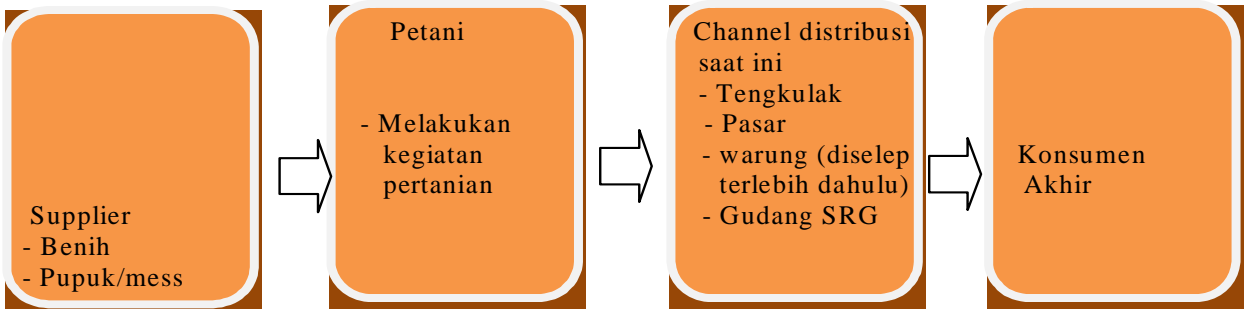 Supplier
- Benih
- Pupuk/mess
Petani
- Melakukan
kegiatan
pertanian
Channel distribusi
saat ini
- Tengkulak
- Pasar
- warung (diselep
terlebih dahulu)
- Gudang SRG
Konsumen
Akhir